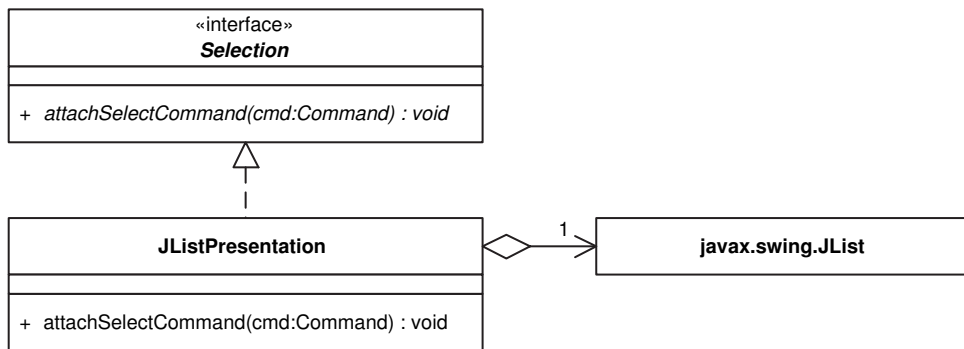 «interface»
Selection
+ attachSelectCommand(cmd:Command) : void
JListPresentation
1
javax.swing.JList
+ attachSelectCommand(cmd:Command) : void